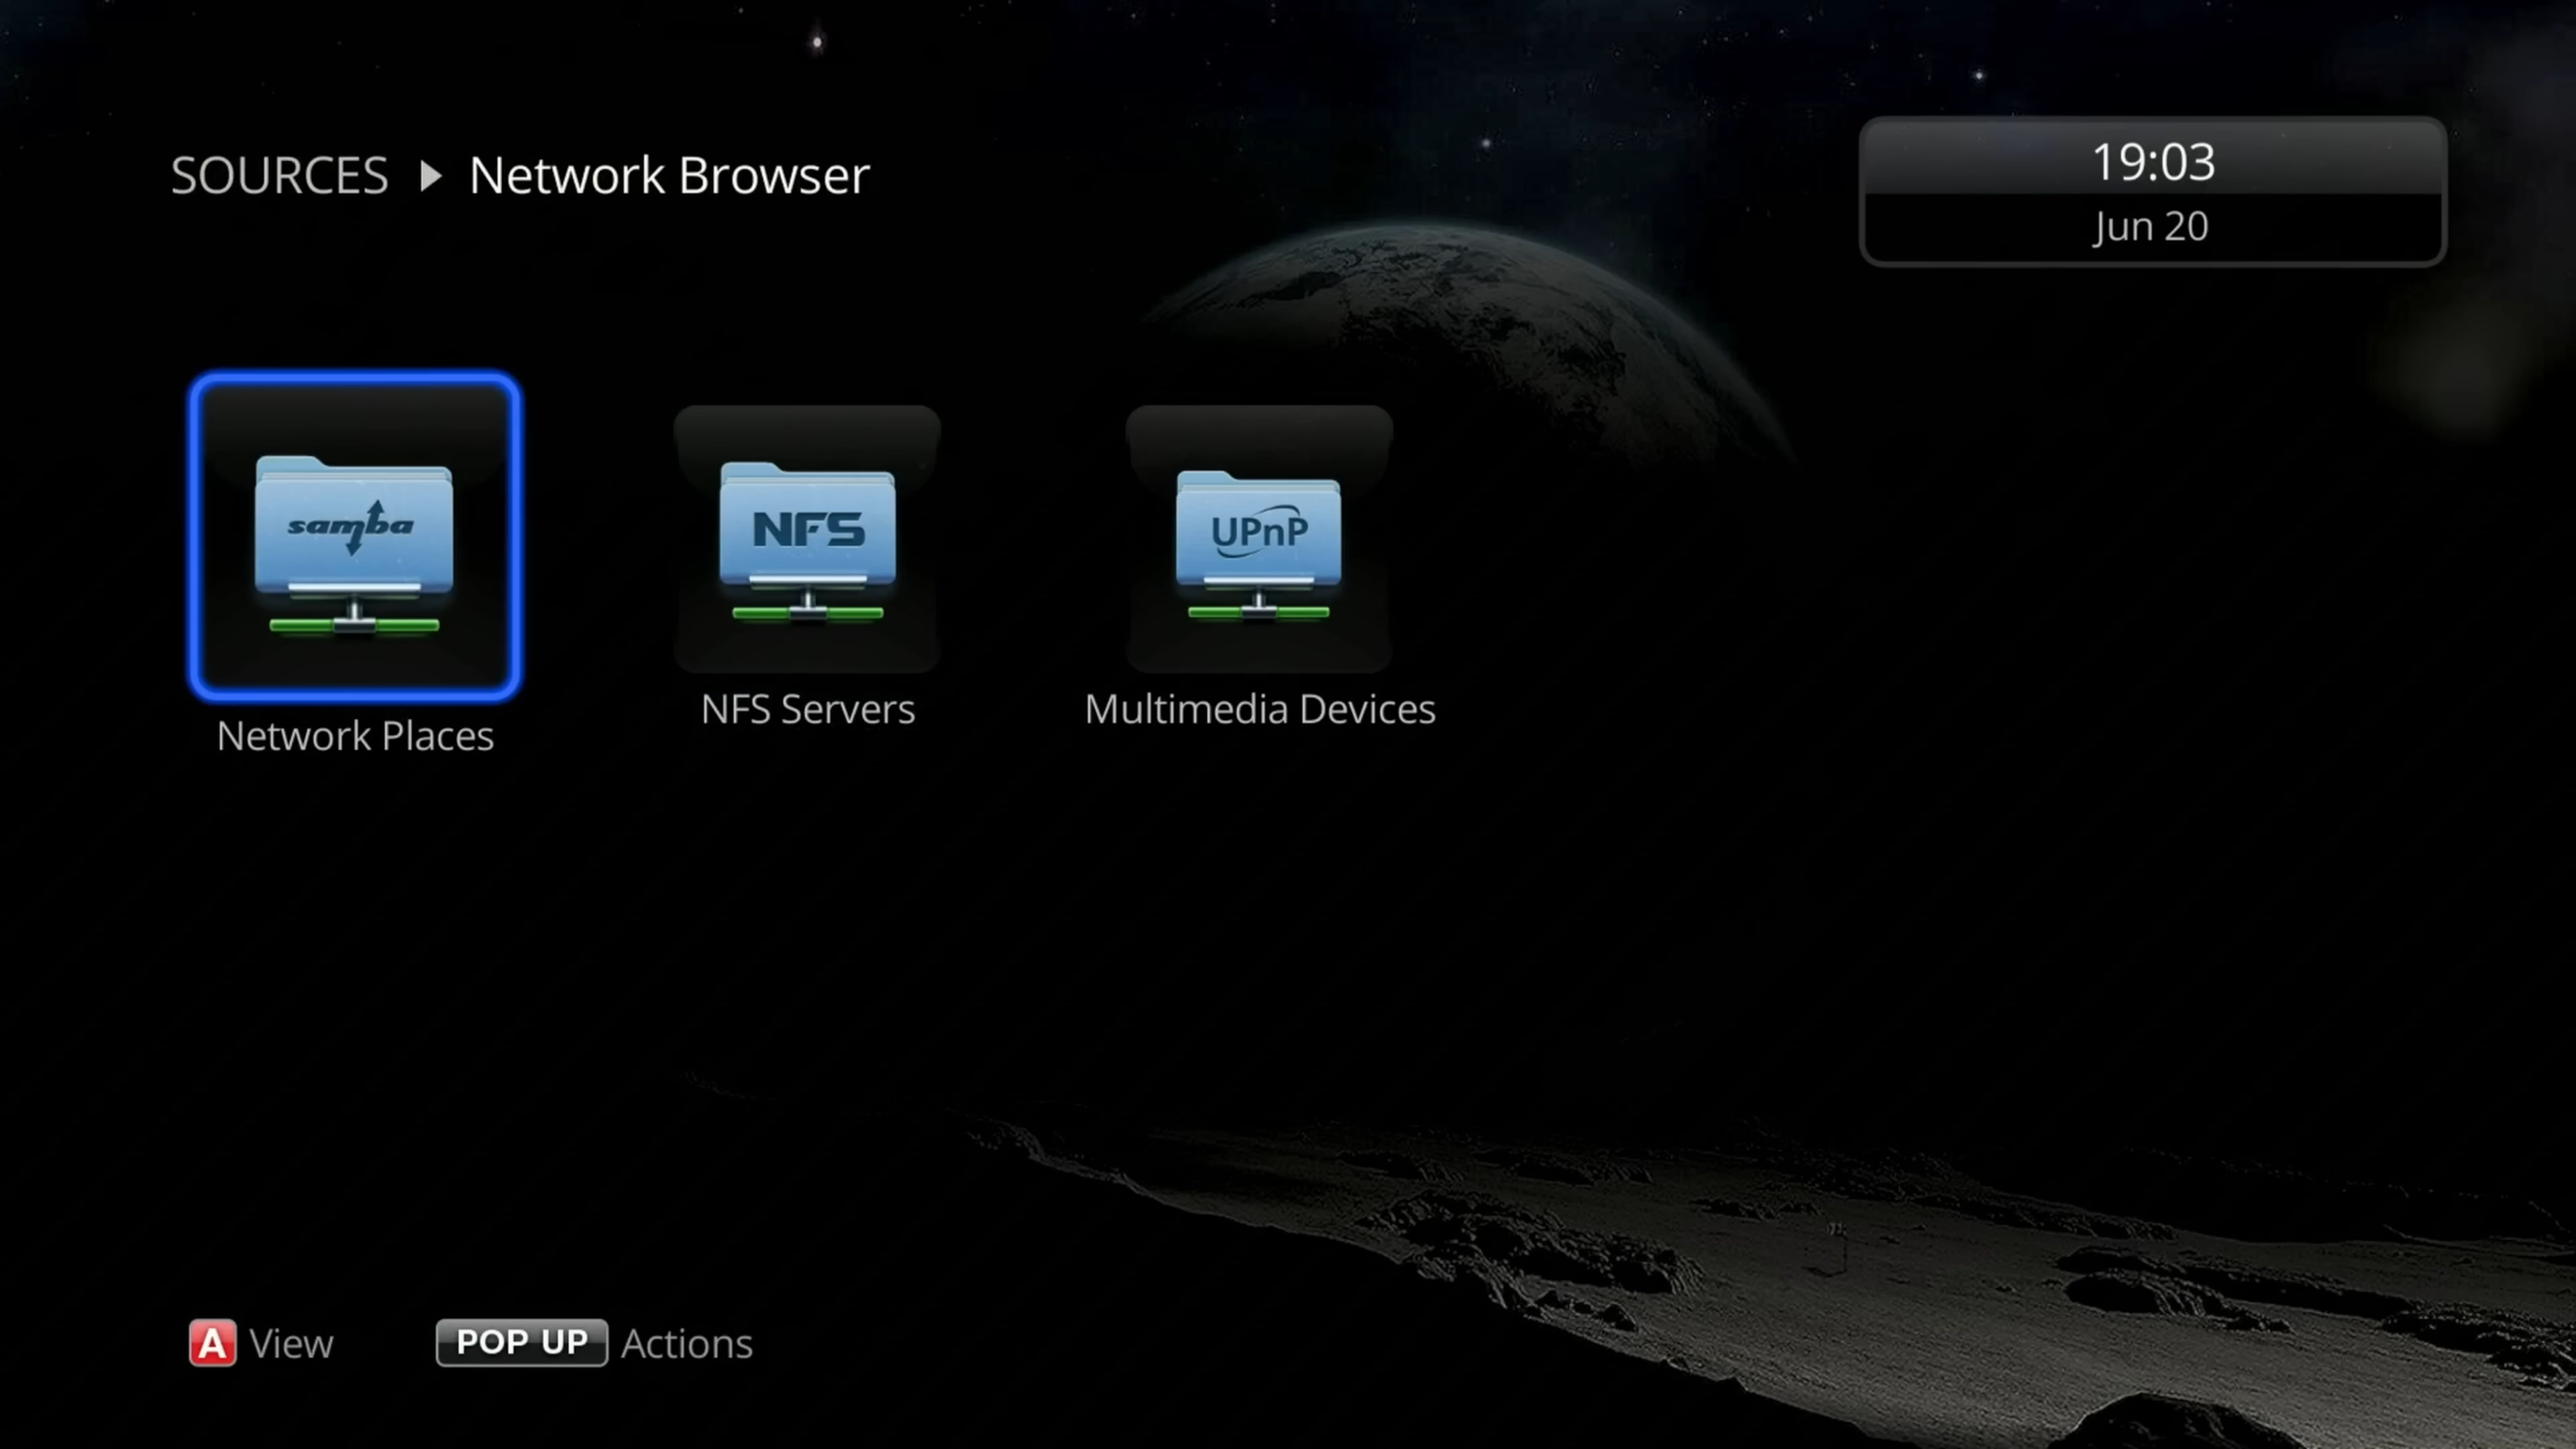 SOURCES Network Browser
19:03
Jun 20
samba
NFS
UPnP
Network Places
NFS Servers
Multimedia Devices
A View
POP UP Actions